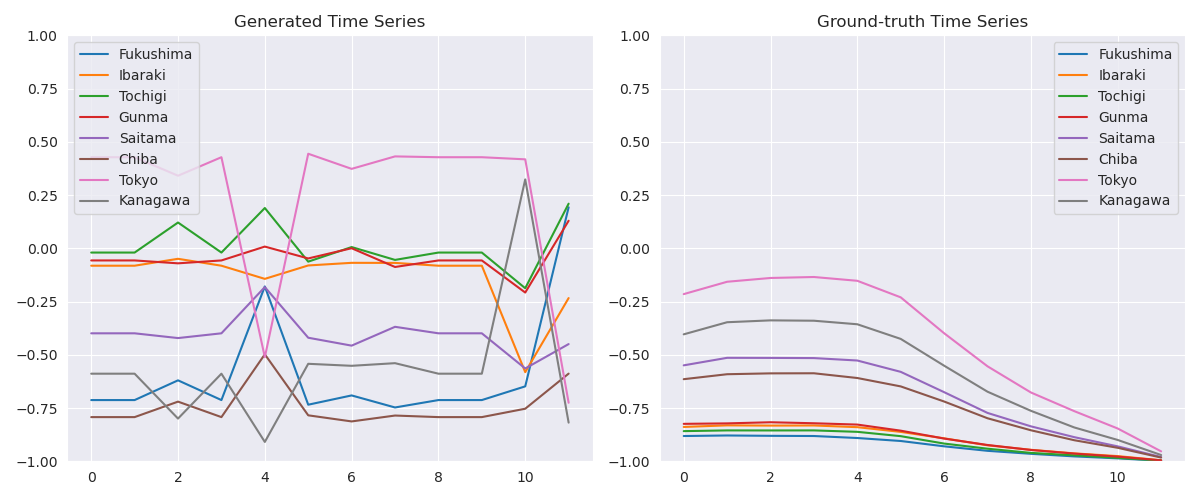 Generated Time Series
1.00
0.75
0.50
0.25
0.00
−0.25
−0.50
−0.75
−1.00
0 2 4 6 8 10
Fukushima
Ibaraki
Tochigi
Gunma
Saitama
Chiba
Tokyo
Kanagawa
Ground-truth Time Series
1.00
0.75
0.50
0.25
0.00
−0.25
−0.50
−0.75
−1.00
0 2 4 6 8 10
Fukushima
Ibaraki
Tochigi
Gunma
Saitama
Chiba
Tokyo
Kanagawa